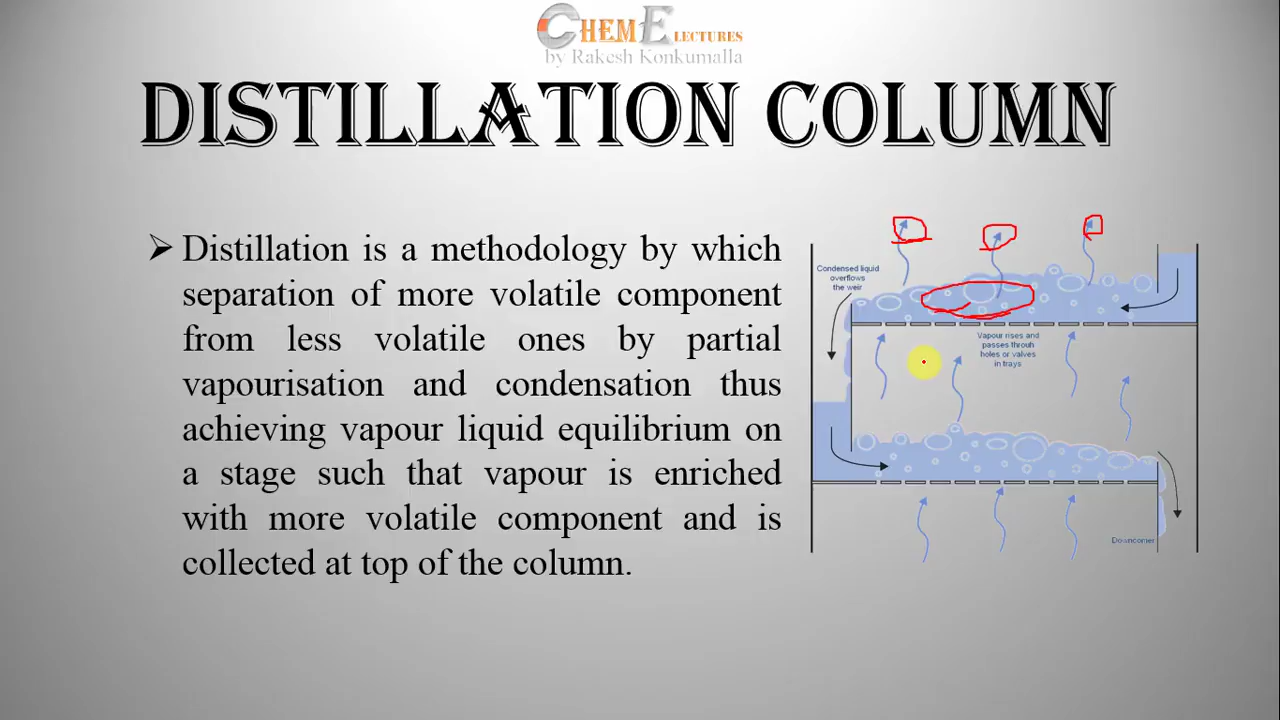 CHEME LECTURES
by Rakesh Konkumalla
DISTILLATION COLUMN
➢ Distillation is a methodology by which
separation of more volatile component
from less volatile ones by partial
vapourisation and condensation thus
achieving vapour liquid equilibrium on
a stage such that vapour is enriched
with more volatile component and is
collected at top of the column.
Condensed liquid
overflows
the weir
Vapour rises and
passes throuh
holes or valves
in trays
Downcomer